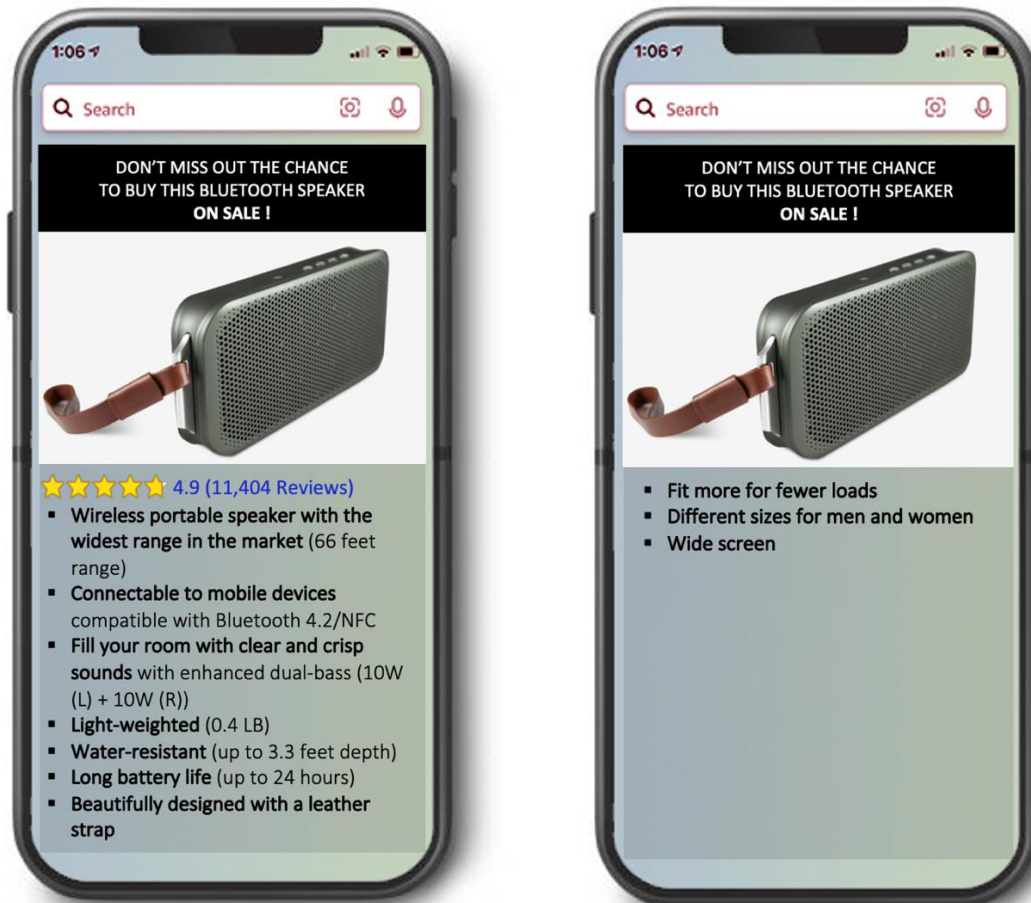 1:06
Search
DON'T MISS OUT THE CHANCE
TO BUY THIS BLUETOOTH SPEAKER
ON SALE !
4.9 (11,404 Reviews)
▪ Wireless portable speaker with the
widest range in the market (66 feet
range)
▪ Connectable to mobile devices
compatible with Bluetooth 4.2/NFC
▪ Fill your room with clear and crisp
sounds with enhanced dual-bass (10W
(L) + 10W (R))
▪ Light-weighted (0.4 LB)
▪ Water-resistant (up to 3.3 feet depth)
▪ Long battery life (up to 24 hours)
▪ Beautifully designed with a leather
strap
1:06
Search
DON'T MISS OUT THE CHANCE
TO BUY THIS BLUETOOTH SPEAKER
ON SALE !
▪ Fit more for fewer loads
▪ Different sizes for men and women
▪ Wide screen